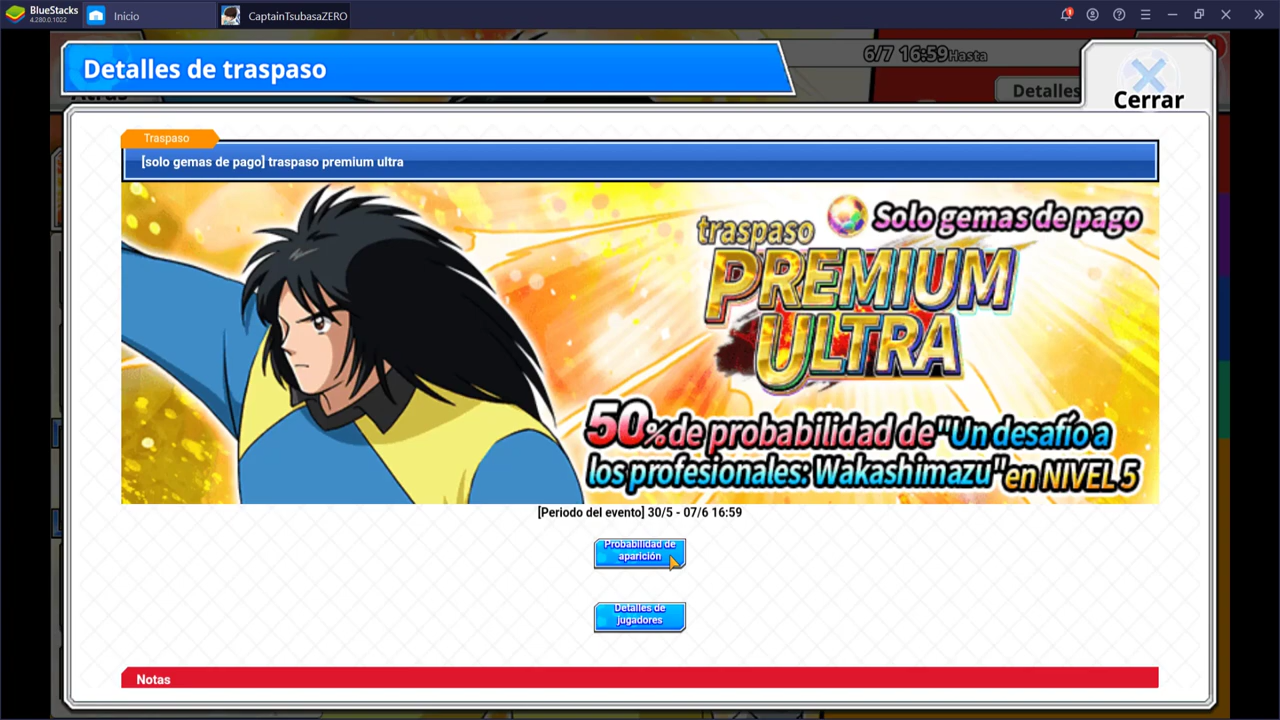 BlueStacks
4.280.0.1022
Inicio
CaptainTsubasaZERO
6/7 16:59Hasta
Detalles de traspaso
Atrás
Detalles
Cerrar
Traspaso
[solo gemas de pago] traspaso premium ultra
Solo gemas de pago
traspaso
PREMIUM
ULTRA
50% de probabilidad de "Un desafío a
los profesionales: Wakashimazu" en NIVEL 5
[Periodo del evento] 30/5 - 07/6 16:59
Probabilidad de
aparición
Detalles de
jugadores
Notas